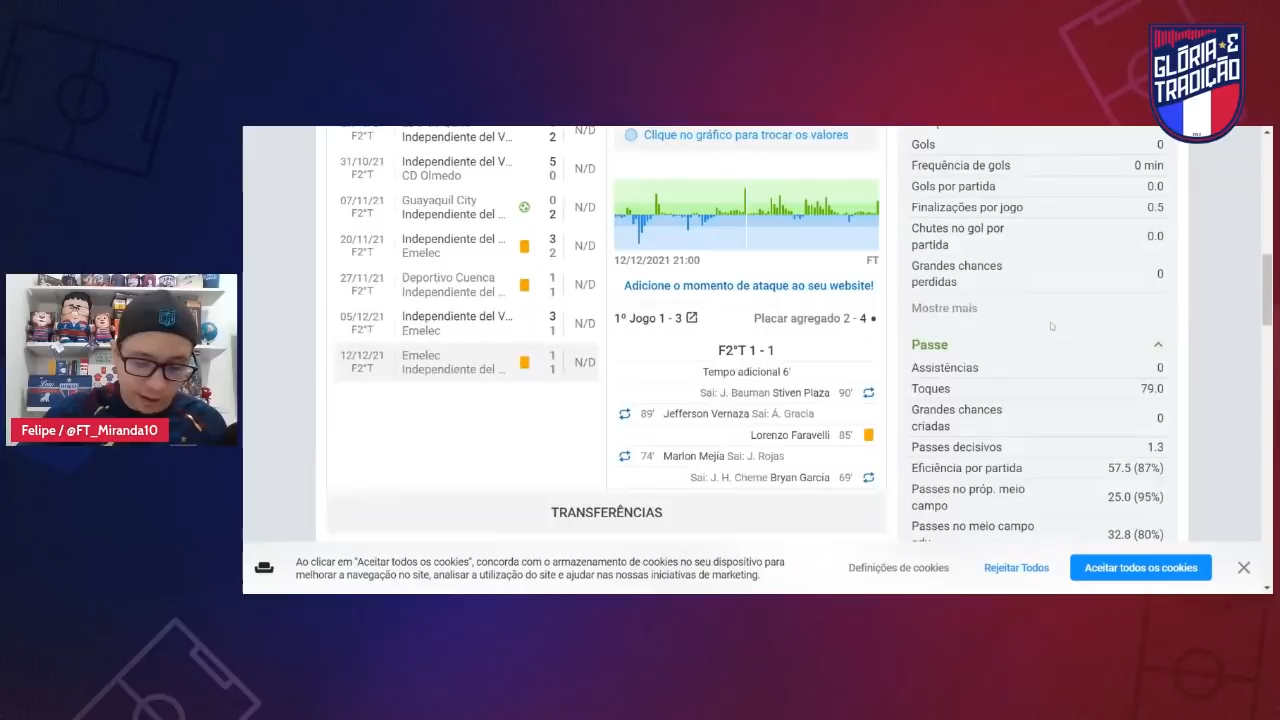 GLÓRIA E
TRADIÇÃO
F2°T
Independiente del V...
2
N/D
31/10/21
F2°T
Independiente del V...
CD Olmedo
5
0
N/D
07/11/21
F2°T
Guayaquil City
Independiente del ...
0
2
N/D
20/11/21
F2°T
Independiente del ...
Emelec
3
2
N/D
27/11/21
F2°T
Deportivo Cuenca
Independiente del ...
1
1
N/D
05/12/21
F2°T
Independiente del V...
Emelec
3
1
N/D
12/12/21
F2°T
Emelec
Independiente del ...
1
1
N/D
Clique no gráfico para trocar os valores
12/12/2021 21:00 FT
Adicione o momento de ataque ao seu website!
1º Jogo 1 - 3 Placar agregado 2 - 4
F2°T 1 - 1
Tempo adicional 6'
Sai: J. Bauman Stiven Plaza 90'
89' Jefferson Vernaza Sai: Á. Gracia
Lorenzo Faravelli 85'
74' Marlon Mejía Sai: J. Rojas
Sai: J. H. Cheme Bryan García 69'
TRANSFERÊNCIAS
Gols 0
Frequência de gols 0 min
Gols por partida 0.0
Finalizações por jogo 0.5
Chutes no gol por
partida 0.0
Grandes chances
perdidas 0
Mostre mais
Passe
Assistências 0
Toques 79.0
Grandes chances
criadas 0
Passes decisivos 1.3
Eficiência por partida 57.5 (87%)
Passes no próp. meio
campo 25.0 (95%)
Passes no meio campo
32.8 (80%)
Felipe / @FT_Miranda10
Ao clicar em "Aceitar todos os cookies", concorda com o armazenamento de cookies no seu dispositivo para
melhorar a navegação no site, analisar a utilização do site e ajudar nas nossas iniciativas de marketing.
Definições de cookies
Rejeitar Todos
Aceitar todos os cookies